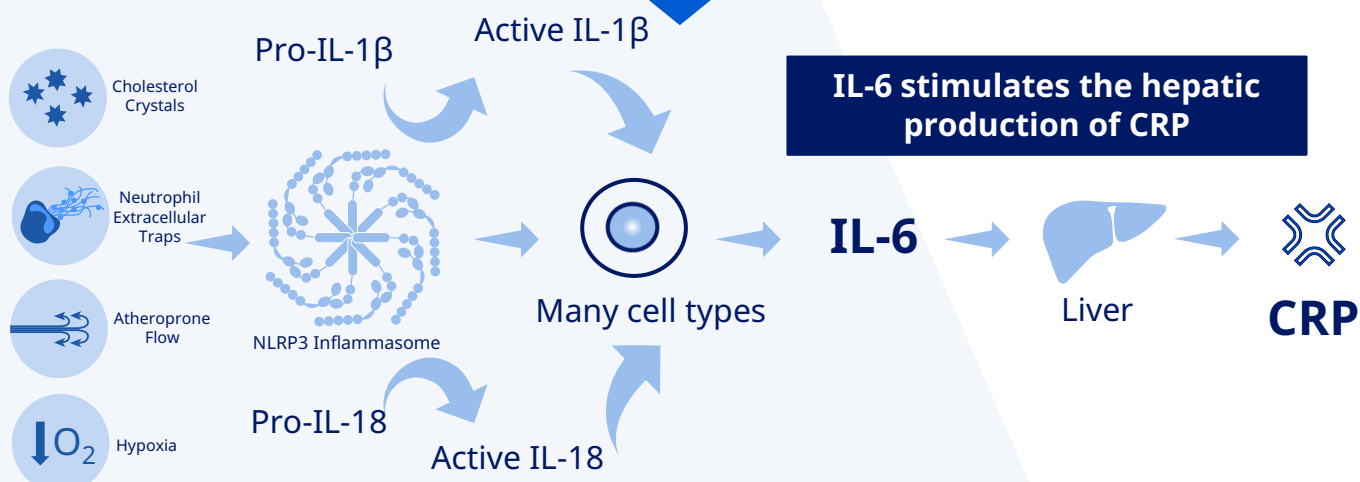 Cholesterol
Crystals
Neutrophil
Extracellular
Traps
Atheroprone
Flow
O2
Hypoxia
Pro-IL-1β
Active IL-1β
NLRP3 Inflammasome
Pro-IL-18
Active IL-18
Many cell types
IL-6 stimulates the hepatic
production of CRP
IL-6
Liver
CRP